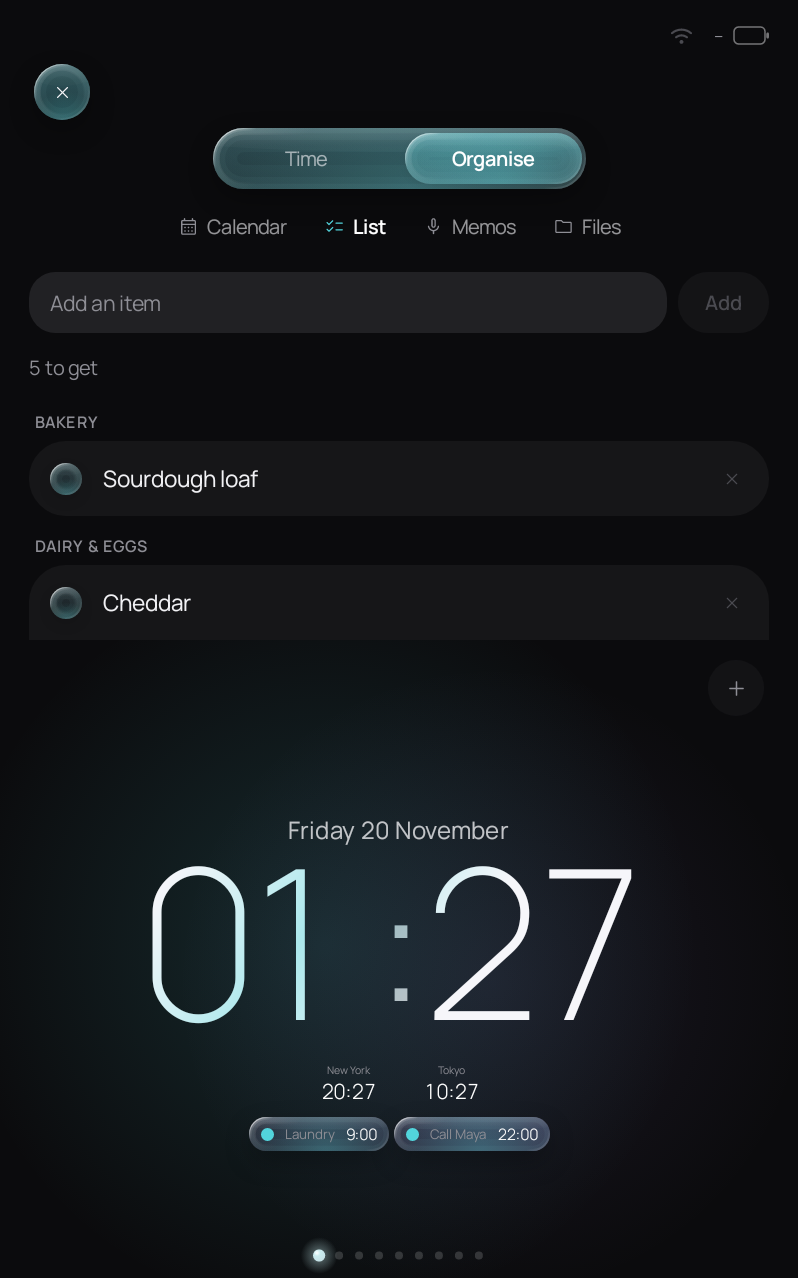 –
Time Organise
Calendar List Memos Files
Add an item Add
5 to get
BAKERY
Sourdough loaf
DAIRY & EGGS
Cheddar
Friday 20 November
01:27
New York Tokyo
20:27 10:27
Laundry 9:00 Call Maya 22:00